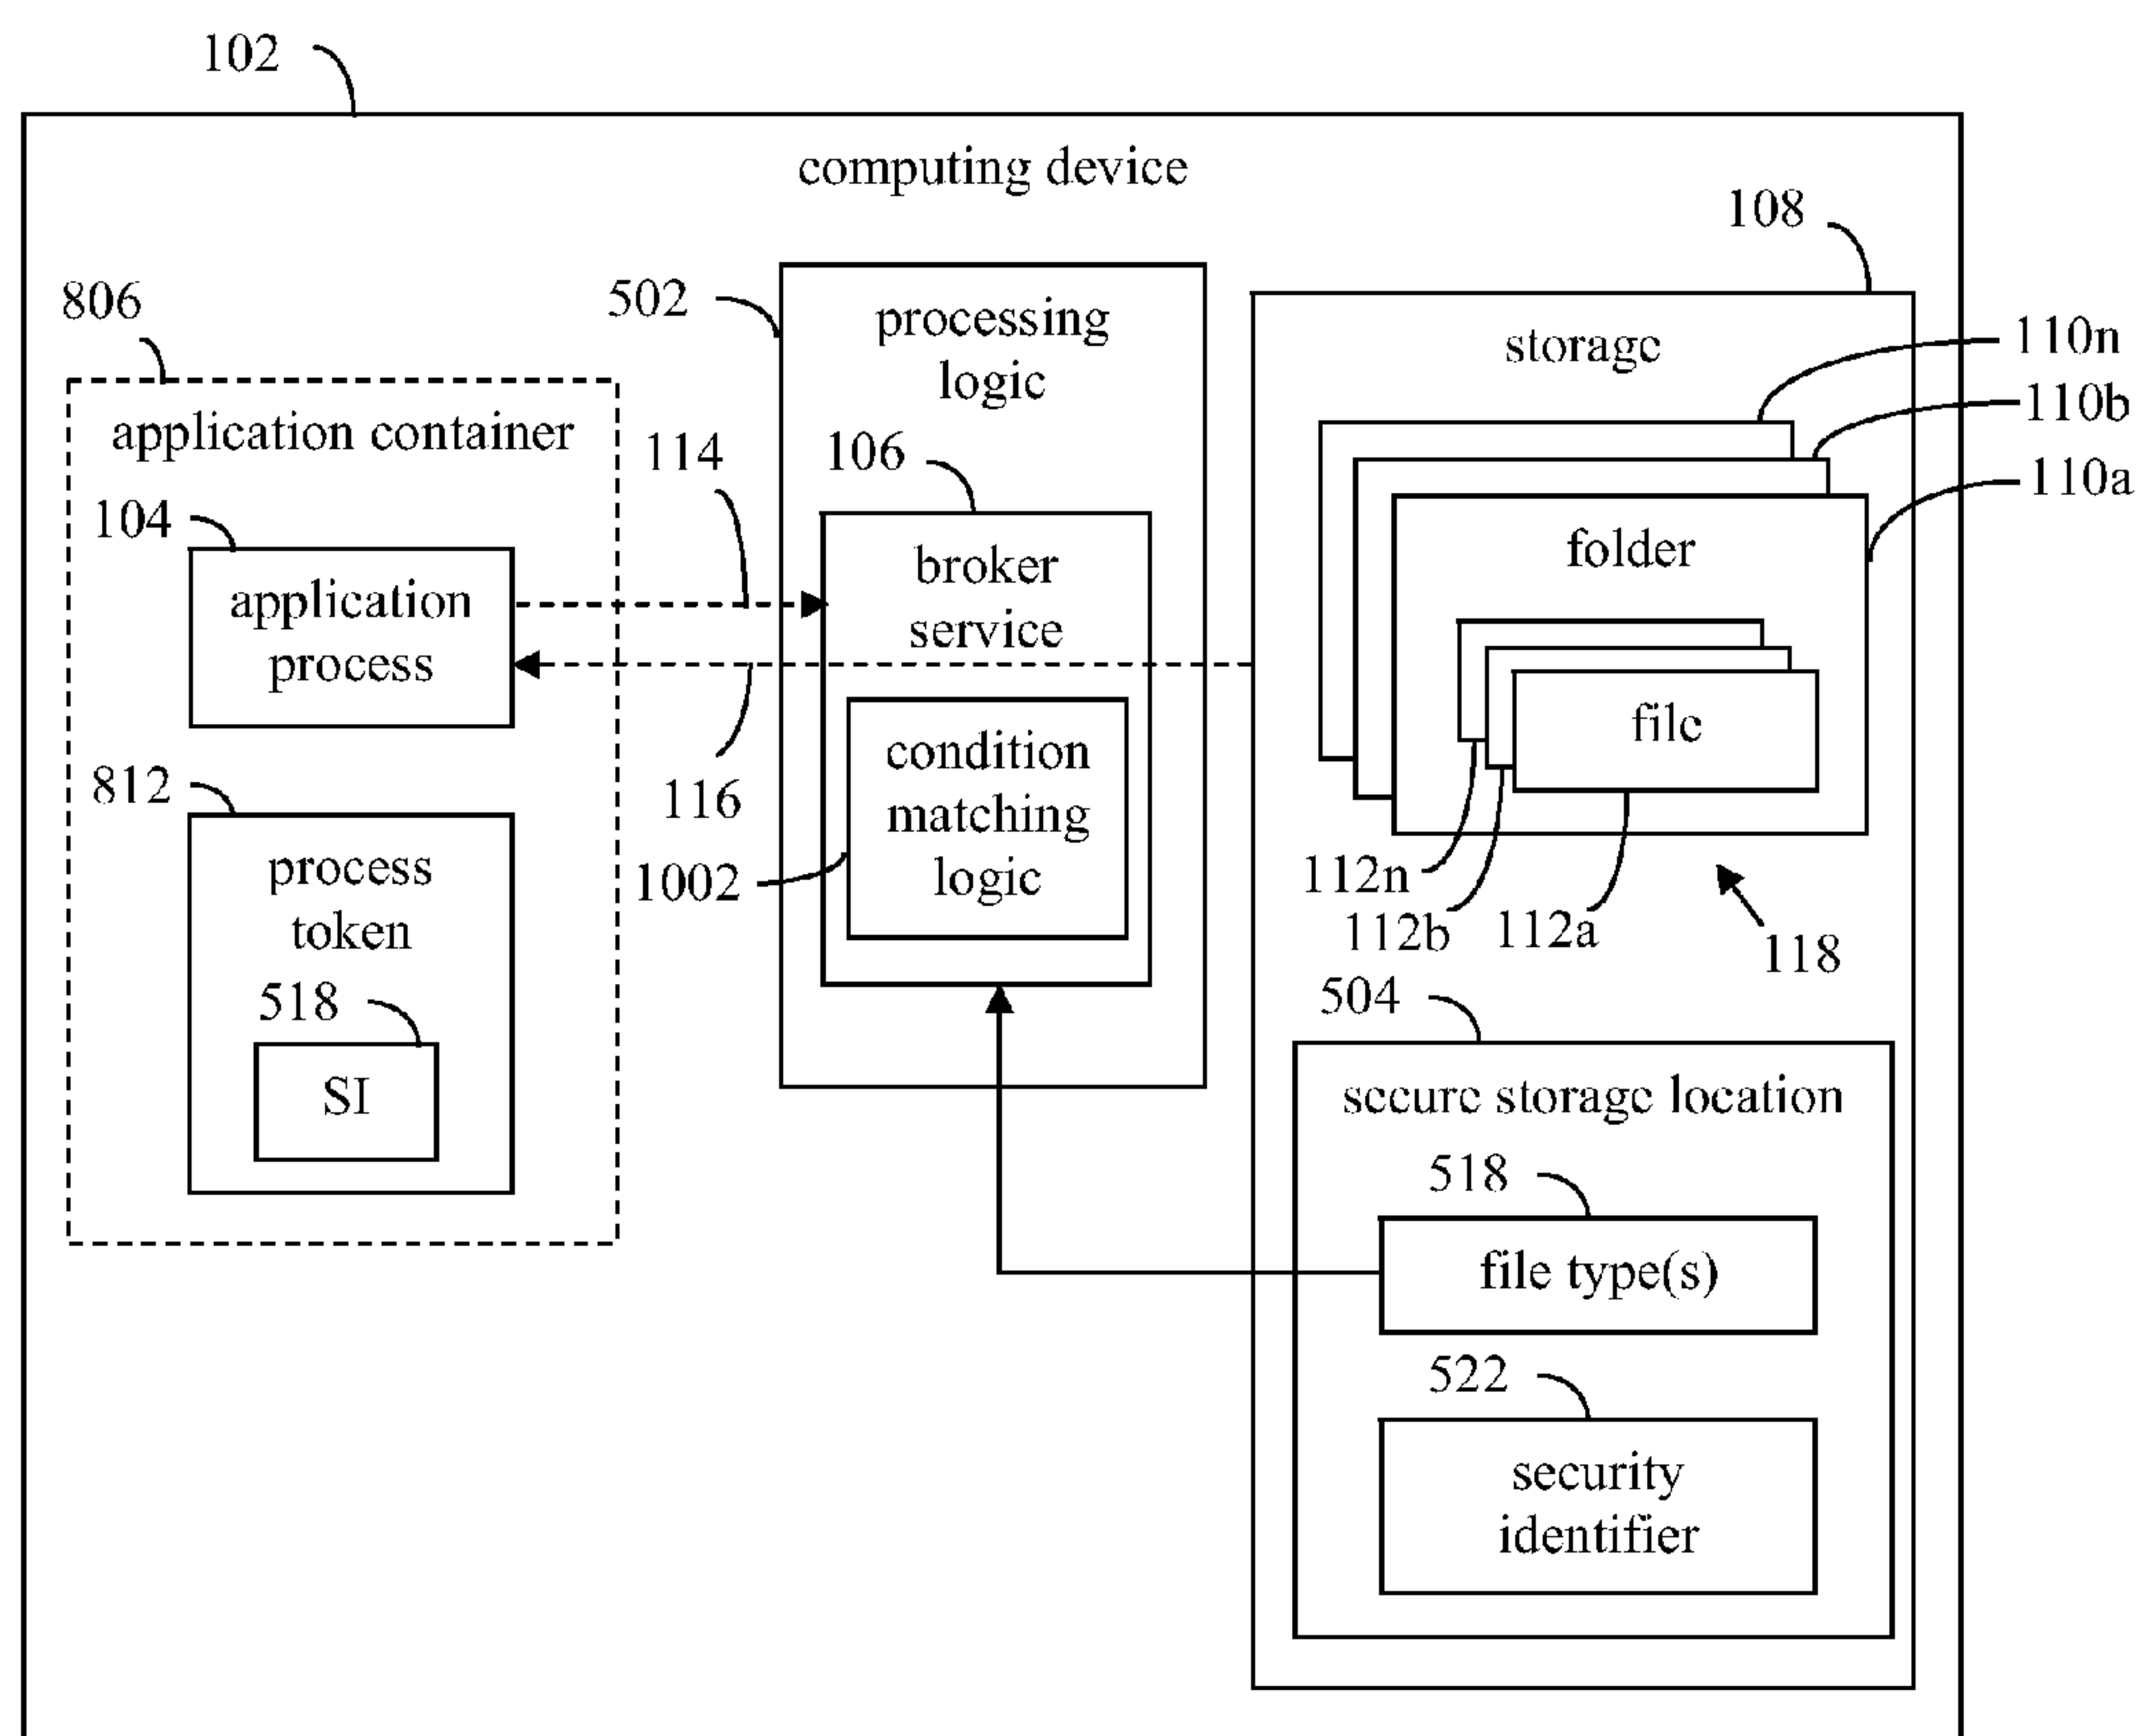 102
computing device
108
806
502
processing
logic
storage
110n
110b
110a
application container
114
106
104
application
process
broker
service
folder
file
condition
matching
logic
116
1002
812
process
token
518
SI
112n
112b
112a
118
504
secure storage location
518
file type(s)
522
security
identifier